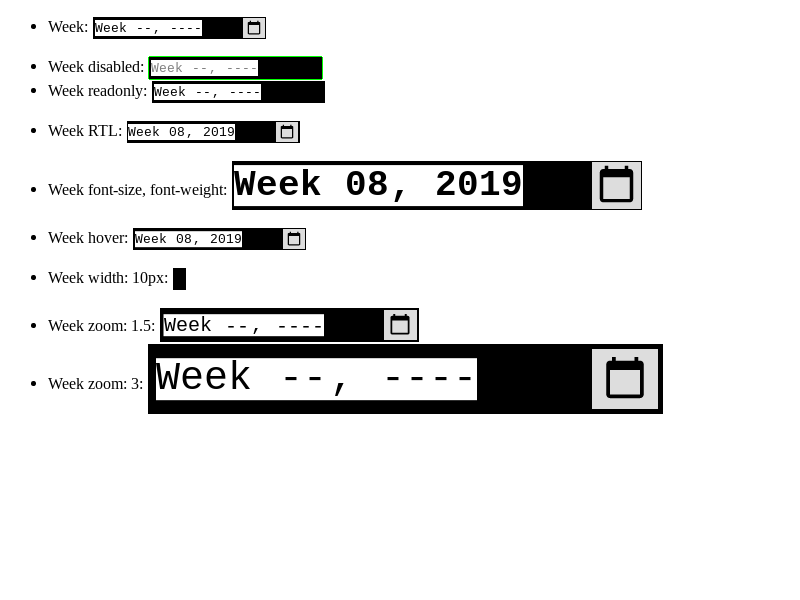 Week: Week --, ----
Week disabled: Week --, ----
Week readonly: Week --, ----
Week RTL: Week 08, 2019
Week font-size, font-weight: Week 08, 2019
Week hover: Week 08, 2019
Week width: 10px:
Week zoom: 1.5: Week --, ----
Week zoom: 3: Week --, ----